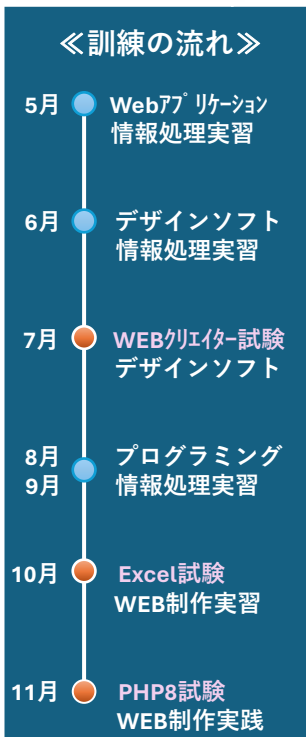 ≪訓練の流れ≫
5月 Webｱﾌﾟﾘｹｰｼｮﾝ
情報処理実習
6月 デザインソフト
情報処理実習
7月 WEBｸﾘｴｲﾀｰ試験
デザインソフト
8月 プログラミング
9月 情報処理実習
10月 Excel試験
WEB制作実習
11月 PHP8試験
WEB制作実践